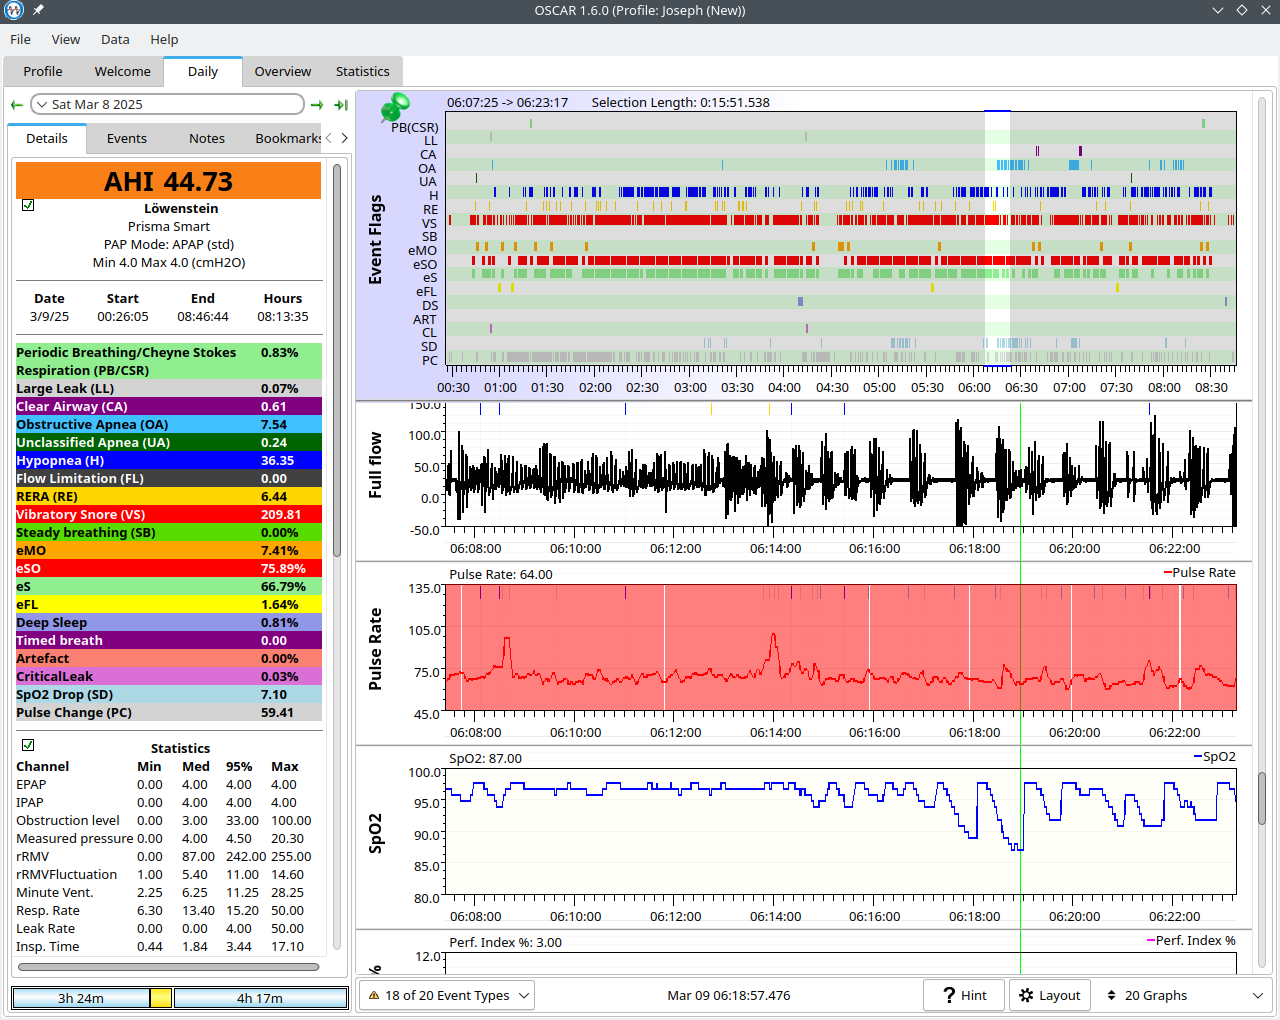 OSCAR 1.6.0 (Profile: Joseph (New))
File View Data Help
Profile Welcome Daily Overview Statistics
Sat Mar 8 2025
Details Events Notes Bookmarks
AHI 44.73
Löwenstein
Prisma Smart
PAP Mode: APAP (std)
Min 4.0 Max 4.0 (cmH2O)
Date Start End Hours
3/9/25 00:26:05 08:46:44 08:13:35
Periodic Breathing/Cheyne Stokes 0.83%
Respiration (PB/CSR)
Large Leak (LL) 0.07%
Clear Airway (CA) 0.61
Obstructive Apnea (OA) 7.54
Unclassified Apnea (UA) 0.24
Hypopnea (H) 36.35
Flow Limitation (FL) 0.00
RERA (RE) 6.44
Vibratory Snore (VS) 209.81
Steady breathing (SB) 0.00%
eMO 7.41%
eSO 75.89%
eS 66.79%
eFL 1.64%
Deep Sleep 0.81%
Timed breath 0.00
Artefact 0.00%
CriticalLeak 0.03%
SpO2 Drop (SD) 7.10
Pulse Change (PC) 59.41
Statistics
Channel Min Med 95% Max
EPAP 0.00 4.00 4.00 4.00
IPAP 0.00 4.00 4.00 4.00
Obstruction level 0.00 3.00 33.00 100.00
Measured pressure 0.00 4.00 4.50 20.30
rRMV 0.00 87.00 242.00 255.00
rRMVFluctuation 1.00 5.40 11.00 14.60
Minute Vent. 2.25 6.25 11.25 28.25
Resp. Rate 6.30 13.40 15.20 50.00
Leak Rate 0.00 0.00 4.00 50.00
Insp. Time 0.44 1.84 3.44 17.10
3h 24m 4h 17m
06:07:25 -> 06:23:17 Selection Length: 0:15:51.538
Event Flags
PB(CSR)
LL
CA
OA
UA
H
RE
VS
SB
eMO
eSO
eS
eFL
DS
ART
CL
SD
PC
00:30 01:00 01:30 02:00 02:30 03:00 03:30 04:00 04:30 05:00 05:30 06:00 06:30 07:00 07:30 08:00 08:30
Full flow
150.0
100.0
50.0
0.0
-50.0
06:08:00 06:10:00 06:12:00 06:14:00 06:16:00 06:18:00 06:20:00 06:22:00
Pulse Rate: 64.00 Pulse Rate
Pulse Rate
135.0
105.0
75.0
45.0
06:08:00 06:10:00 06:12:00 06:14:00 06:16:00 06:18:00 06:20:00 06:22:00
SpO2: 87.00 SpO2
SpO2
100.0
95.0
90.0
85.0
80.0
06:08:00 06:10:00 06:12:00 06:14:00 06:16:00 06:18:00 06:20:00 06:22:00
Perf. Index %: 3.00 Perf. Index %
%
12.0
18 of 20 Event Types Mar 09 06:18:57.476 ? Hint Layout 20 Graphs